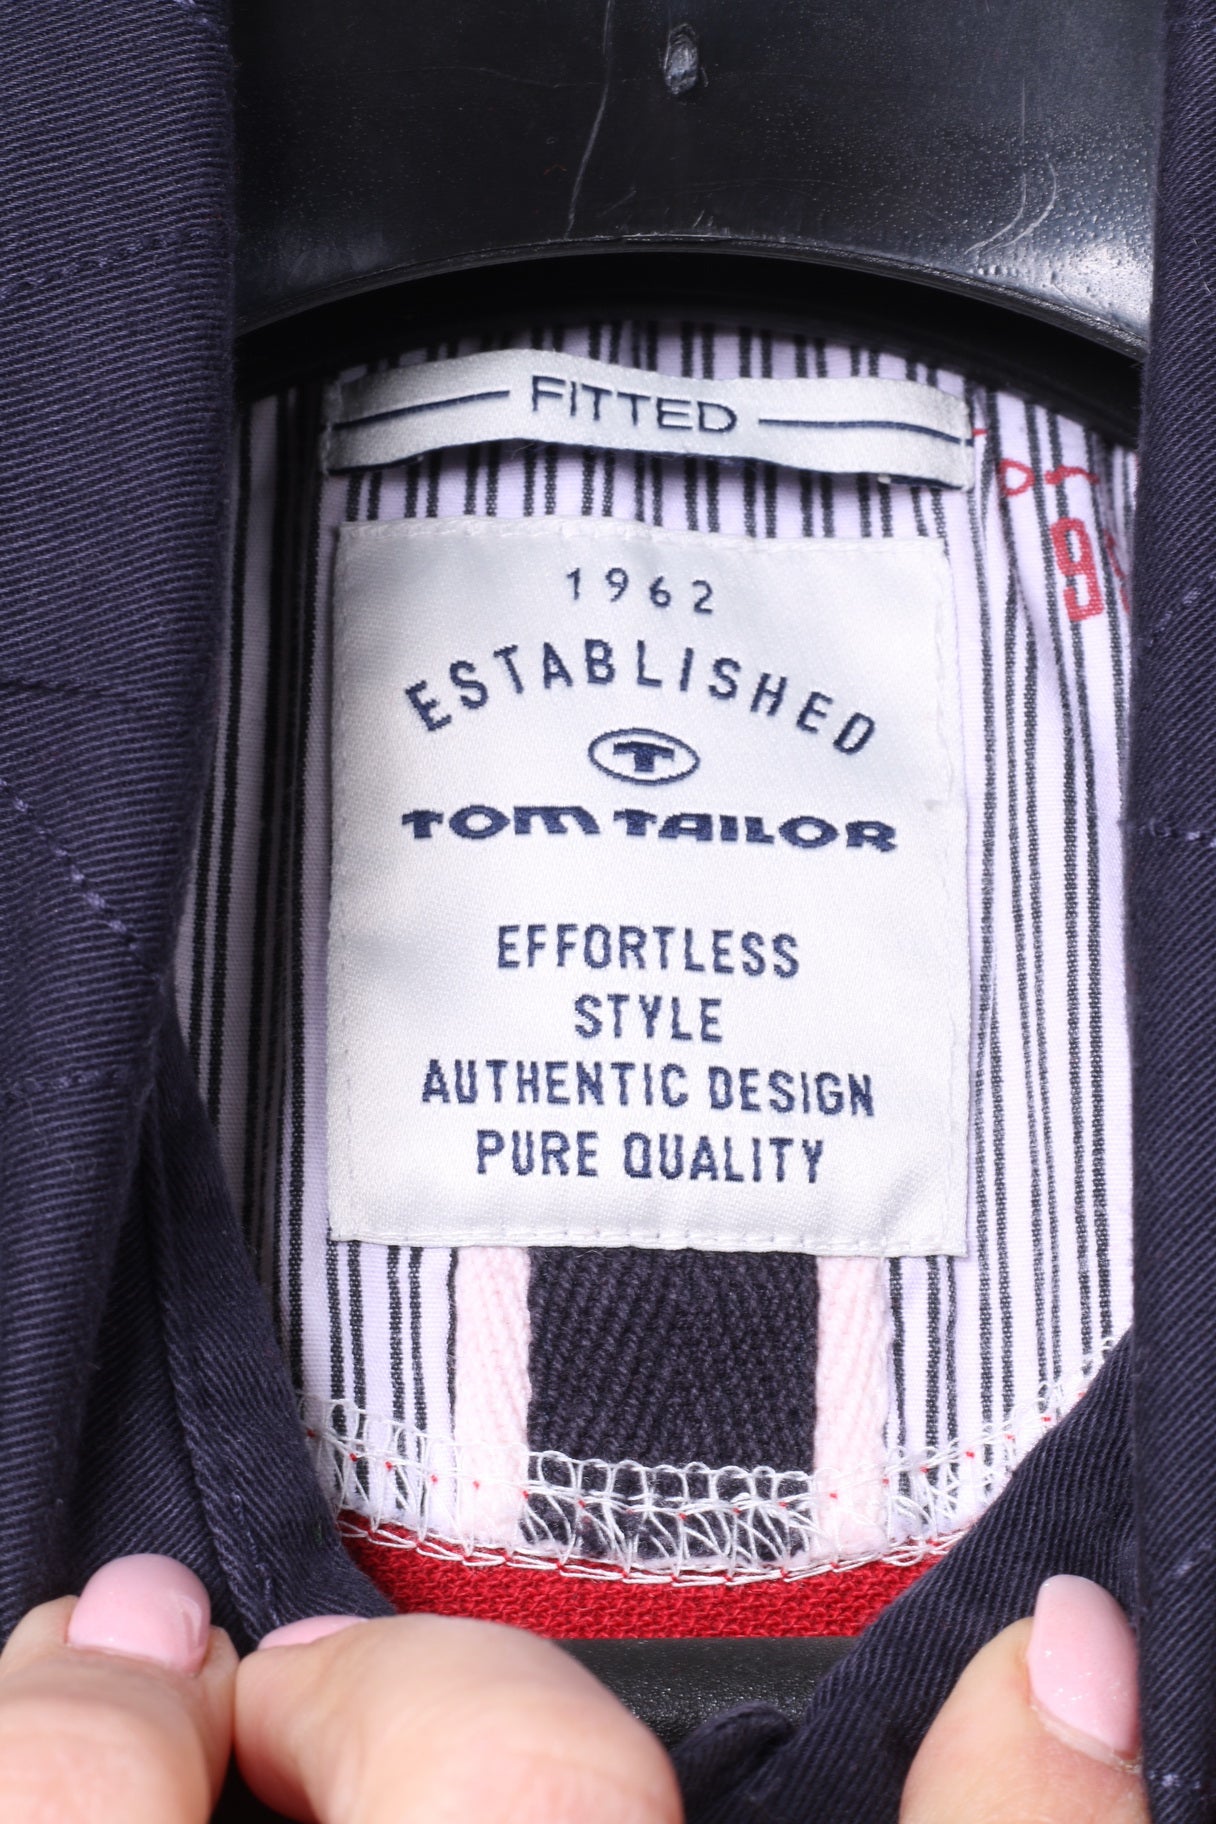 FITTED
1962
ESTABLISHED
T
TOM TAILOR
EFFORTLESS
STYLE
AUTHENTIC DESIGN
PURE QUALITY